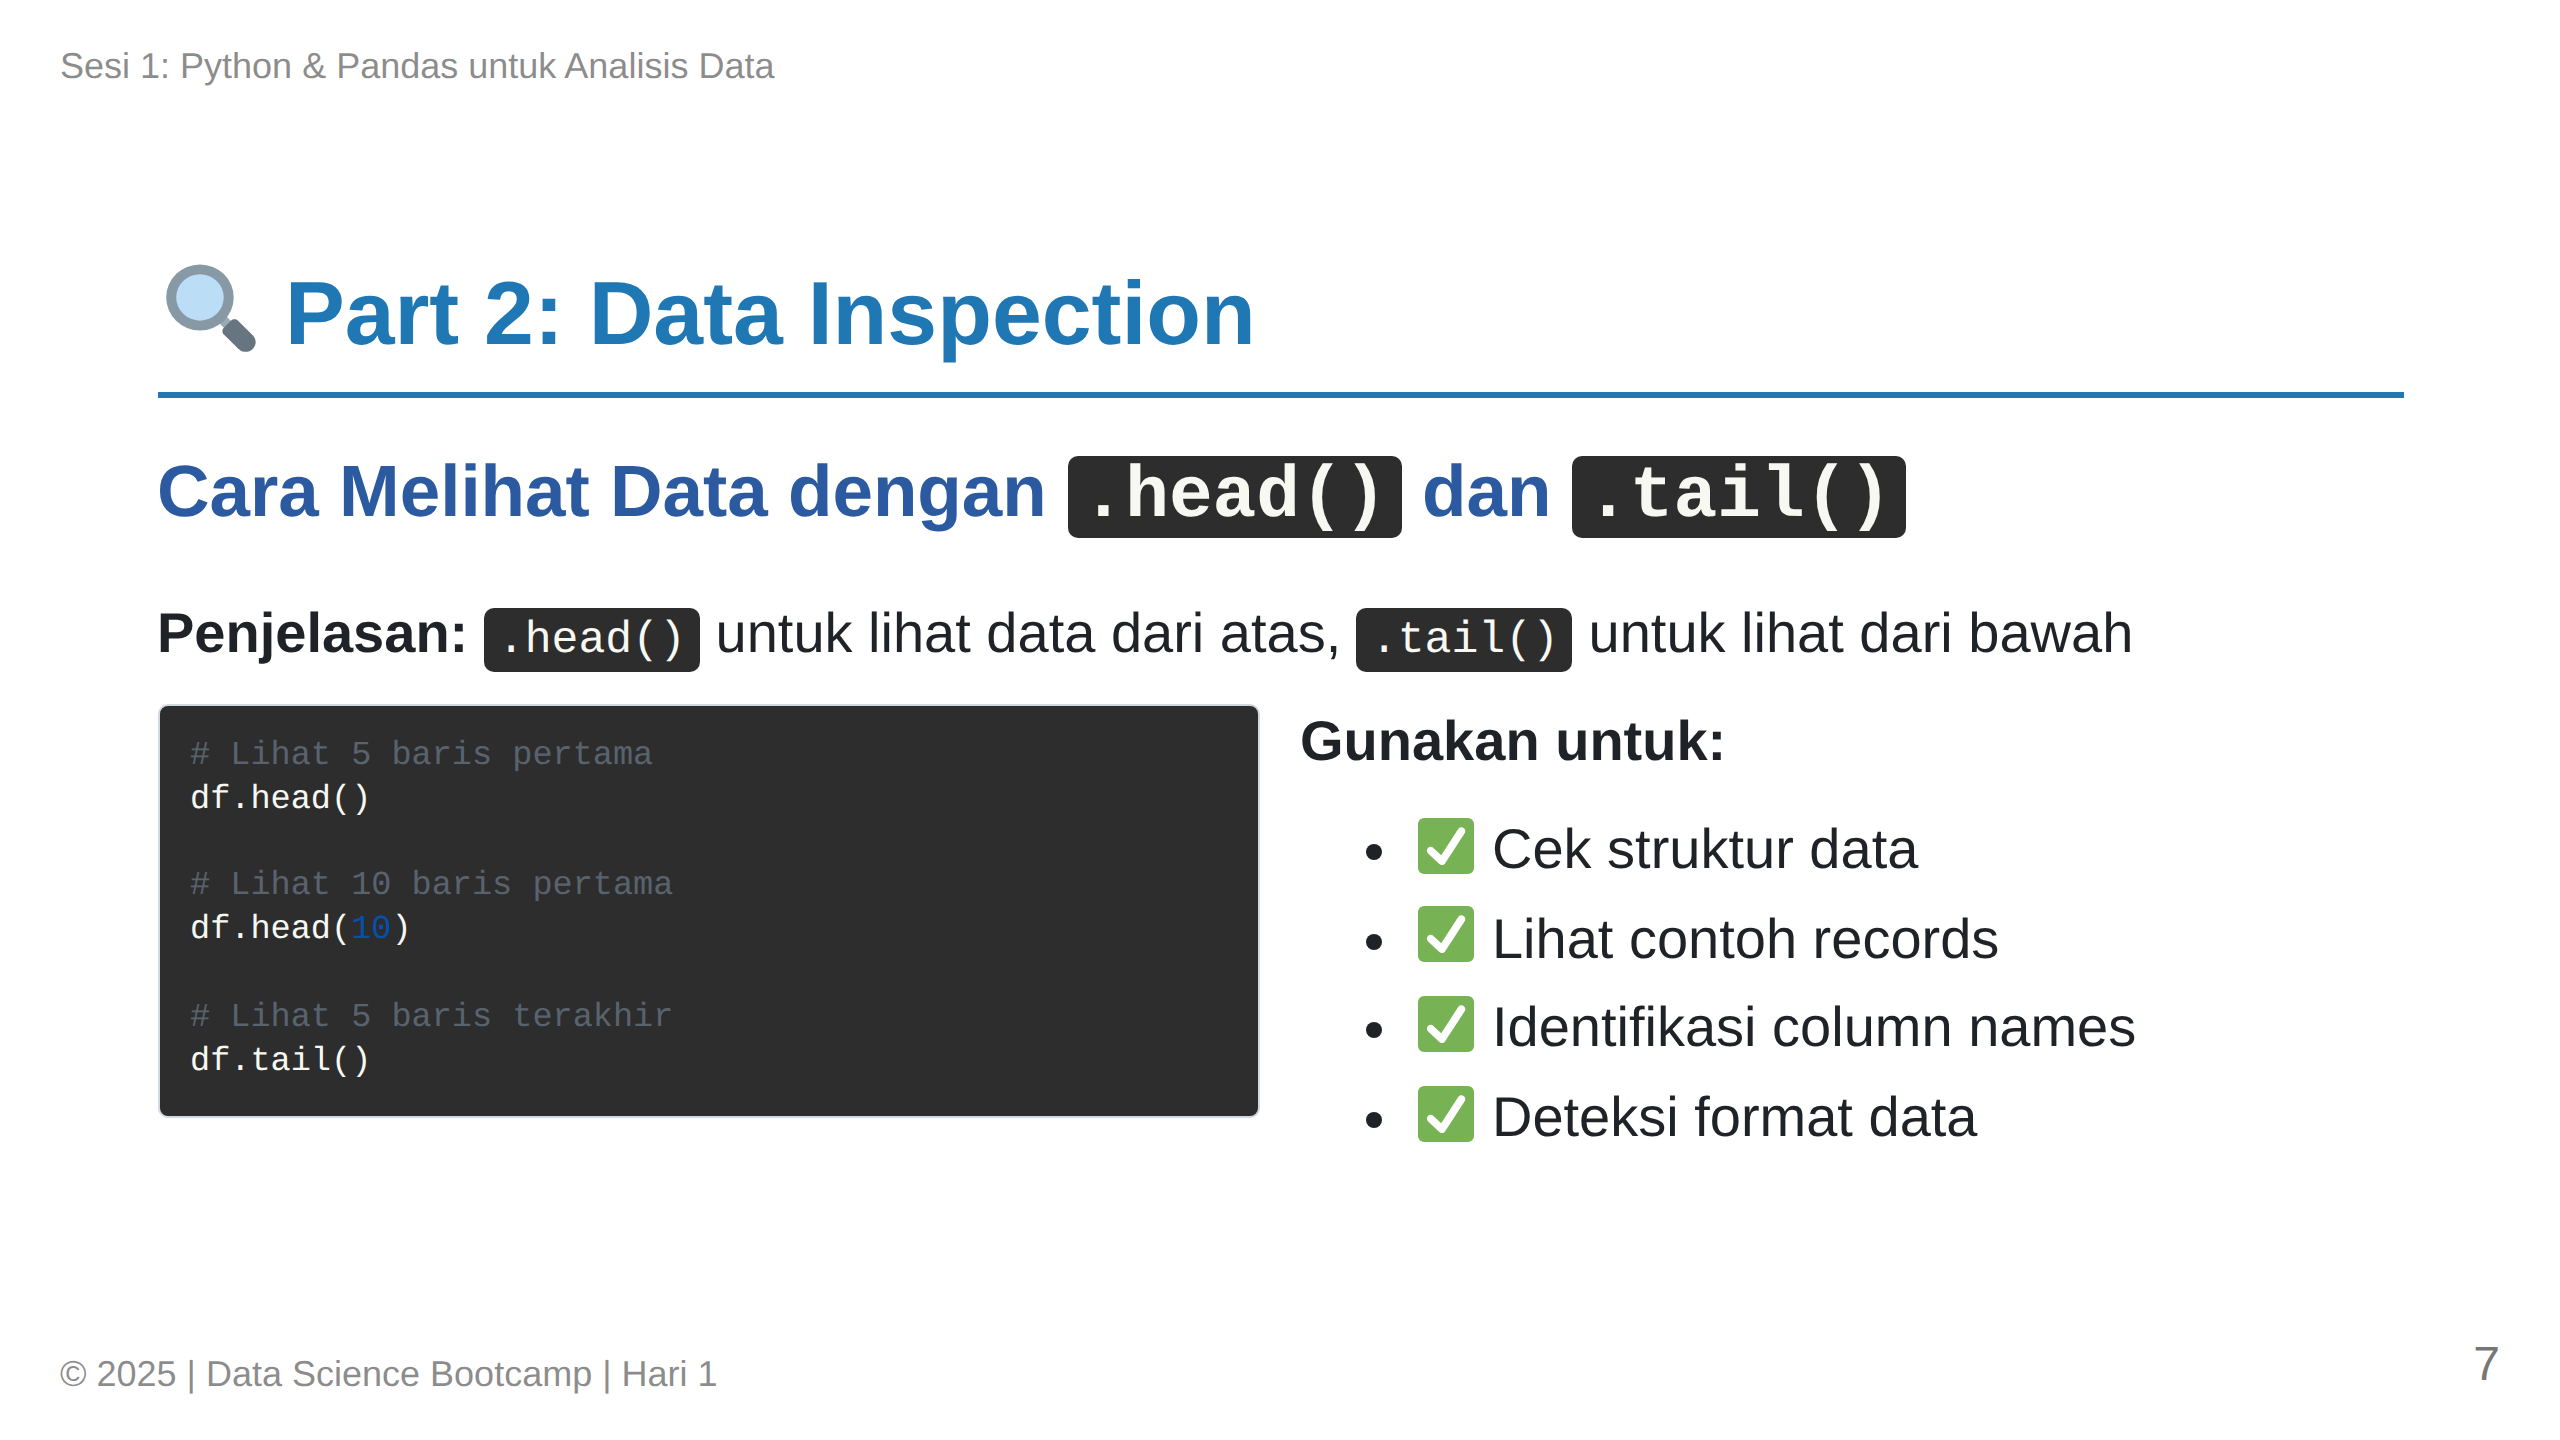 Sesi 1: Python & Pandas untuk Analisis Data
Part 2: Data Inspection
Cara Melihat Data dengan .head() dan .tail()
Penjelasan: .head() untuk lihat data dari atas, .tail() untuk lihat dari bawah
# Lihat 5 baris pertama
df.head()
# Lihat 10 baris pertama
df.head(10)
# Lihat 5 baris terakhir
df.tail()
Gunakan untuk:
• ✅ Cek struktur data
• ✅ Lihat contoh records
• ✅ Identifikasi column names
• ✅ Deteksi format data
© 2025 | Data Science Bootcamp | Hari 1
7